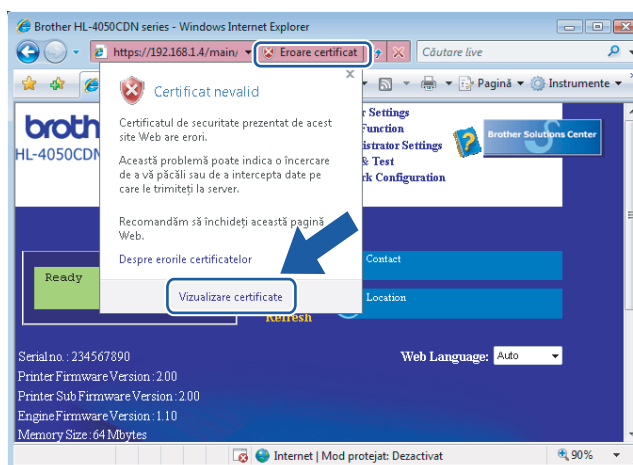 Brother HL-4050CDN series - Windows Internet Explorer
https://192.168.1.4/main/ Eroare certificat Căutare live
Pagină Instrumente
Certificat nevalid
Certificatul de securitate prezentat de acest
site Web are erori.
Această problemă poate indica o încercare
de a vă păcăli sau de a intercepta date pe
care le trimiteți la server.
Recomandăm să închideți această pagină
Web.
Despre erorile certificatelor
Vizualizare certificate
broth
HL-4050CDN
Settings
Function
istrator Settings
& Test
rk Configuration
Brother Solutions Center
Ready
Contact
Location
Refresh
Serial no. : 234567890
Web Language: Auto
Printer Firmware Version : 2.00
Printer Sub Firmware Version : 2.00
Engine Firmware Version : 1.10
Memory Size : 64 Mbytes
Internet | Mod protejat: Dezactivat
90%